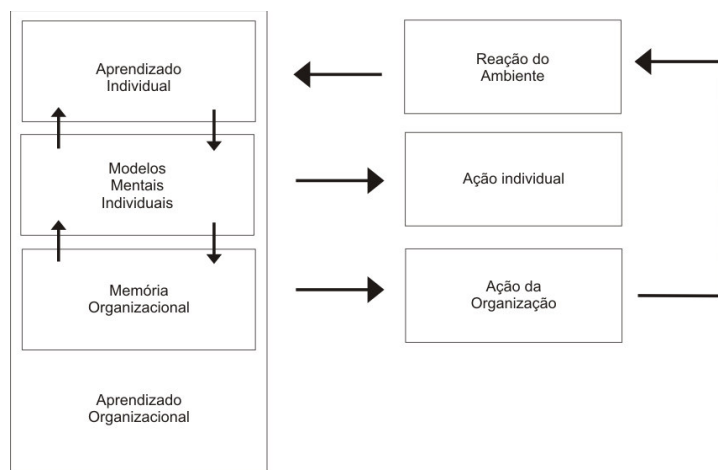 Aprendizado
Individual
Modelos
Mentais
Individuais
Memória
Organizacional
Aprendizado
Organizacional
Reação do
Ambiente
Ação individual
Ação da
Organização